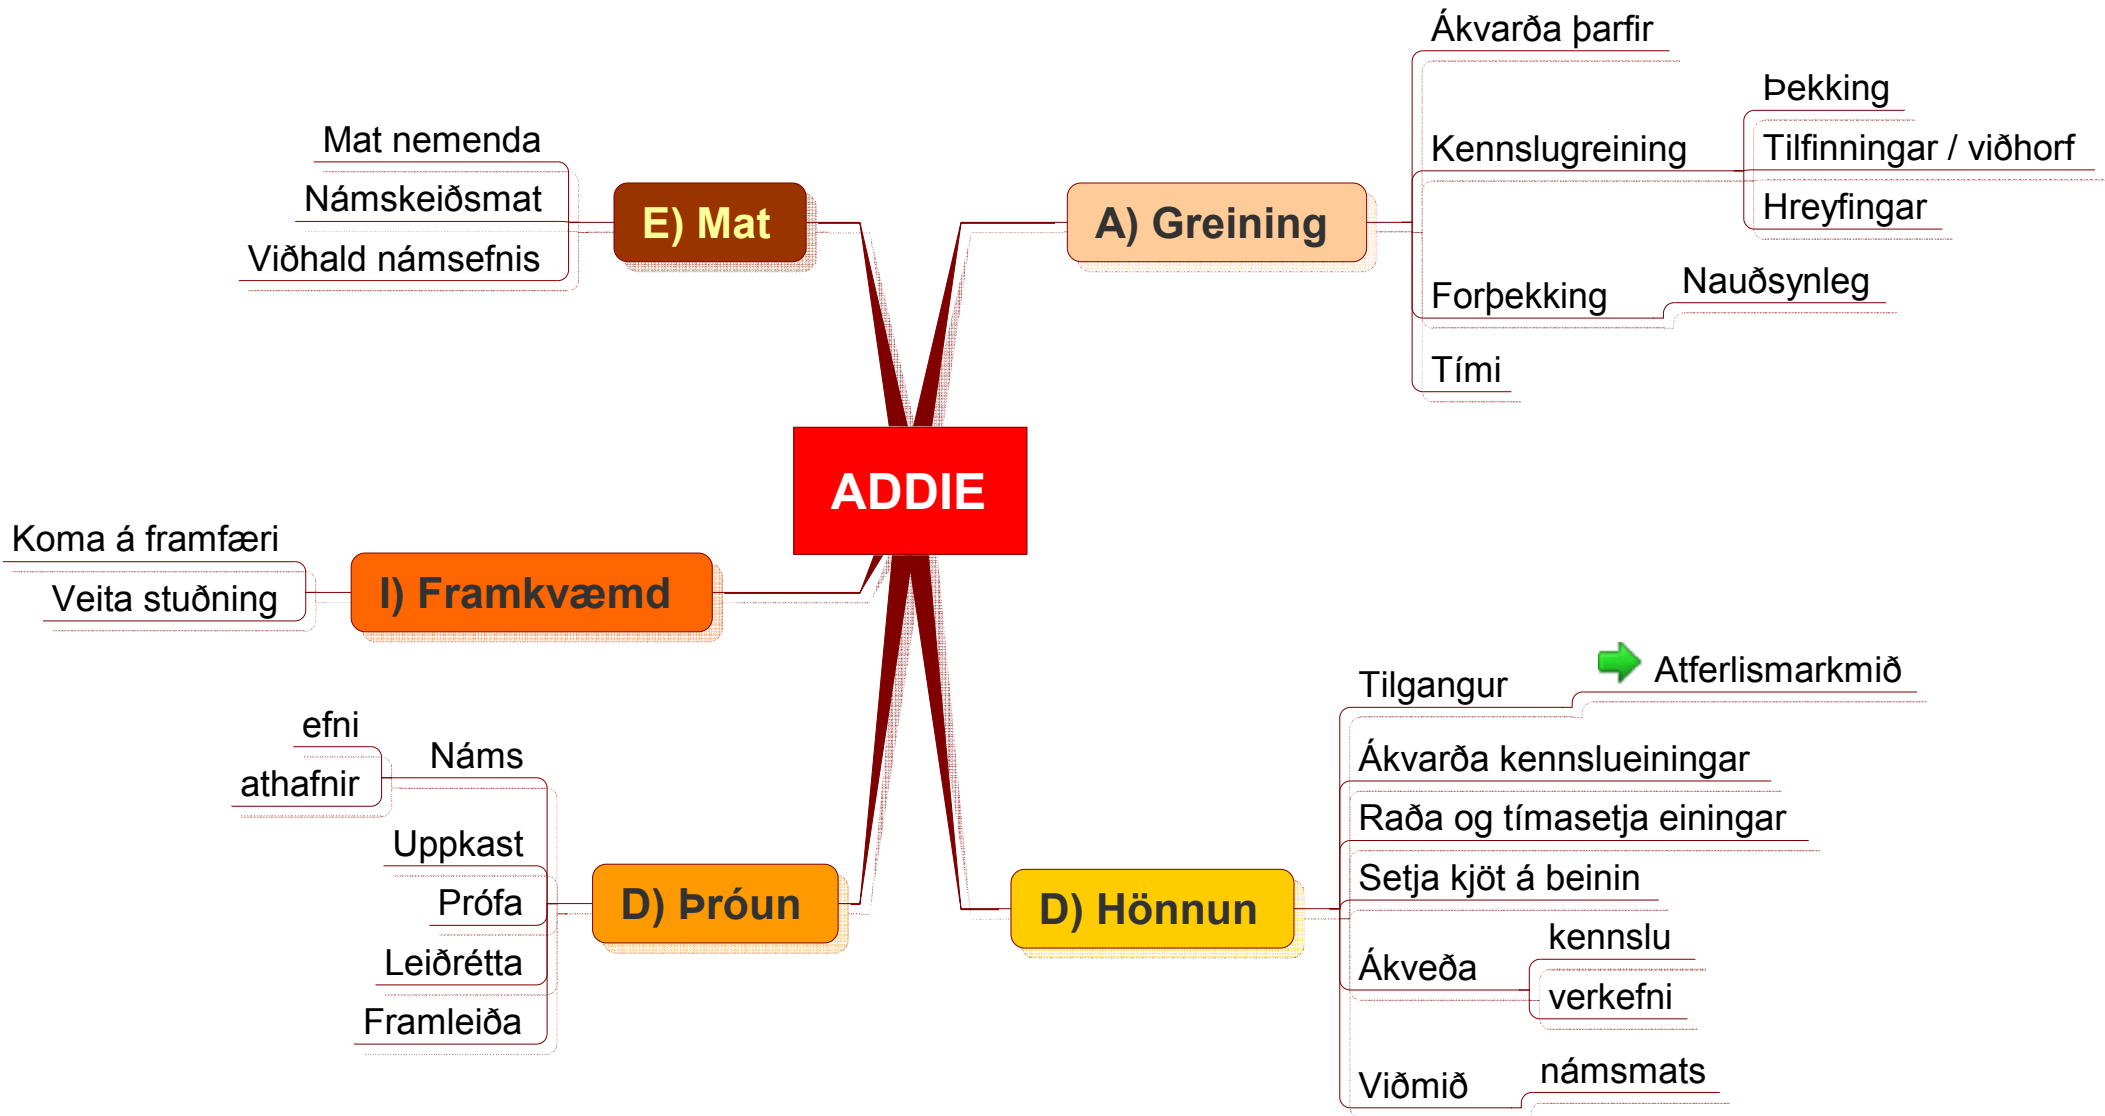 ADDIE
A) Greining
Ákvarða þarfir
Kennslugreining
Þekking
Tilfinningar / viðhorf
Hreyfingar
Forþekking
Nauðsynleg
Tími
D) Hönnun
Tilgangur
Atferlismarkmið
Ákvarða kennslueiningar
Raða og tímasetja einingar
Setja kjöt á beinin
Ákveða
kennslu
verkefni
Viðmið
námsmats
D) Þróun
Náms
efni
athafnir
Uppkast
Prófa
Leiðrétta
Framleiða
I) Framkvæmd
Koma á framfæri
Veita stuðning
E) Mat
Mat nemenda
Námskeiðsmat
Viðhald námsefnis